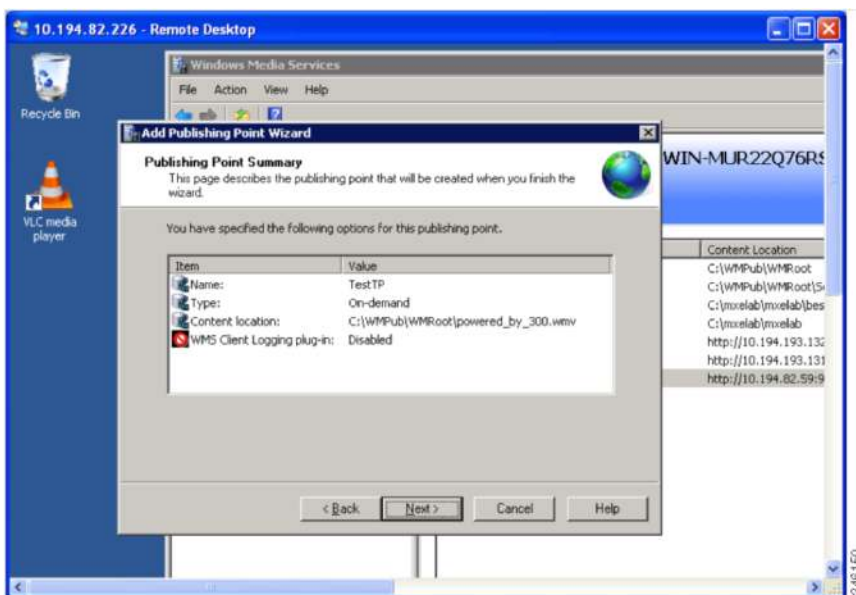 10.194.82.226 - Remote Desktop
Recycle Bin
VLC media
player
Windows Media Services
File Action View Help
Add Publishing Point Wizard
Publishing Point Summary
This page describes the publishing point that will be created when you finish the
wizard.
You have specified the following options for this publishing point.
Item Value
Name: TestTP
Type: On-demand
Content location: C:\WMPub\WMRoot\powered_by_300.wmv
WMS Client Logging plug-in: Disabled
< Back Next > Cancel Help
WIN-MUR22Q76RS
Content Location
C:\WMPub\WMRoot
C:\WMPub\WMRoot\S
C:\mxelab\mxelab\bes
C:\mxelab\mxelab
http://10.194.193.132
http://10.194.193.131
http://10.194.82.59:9